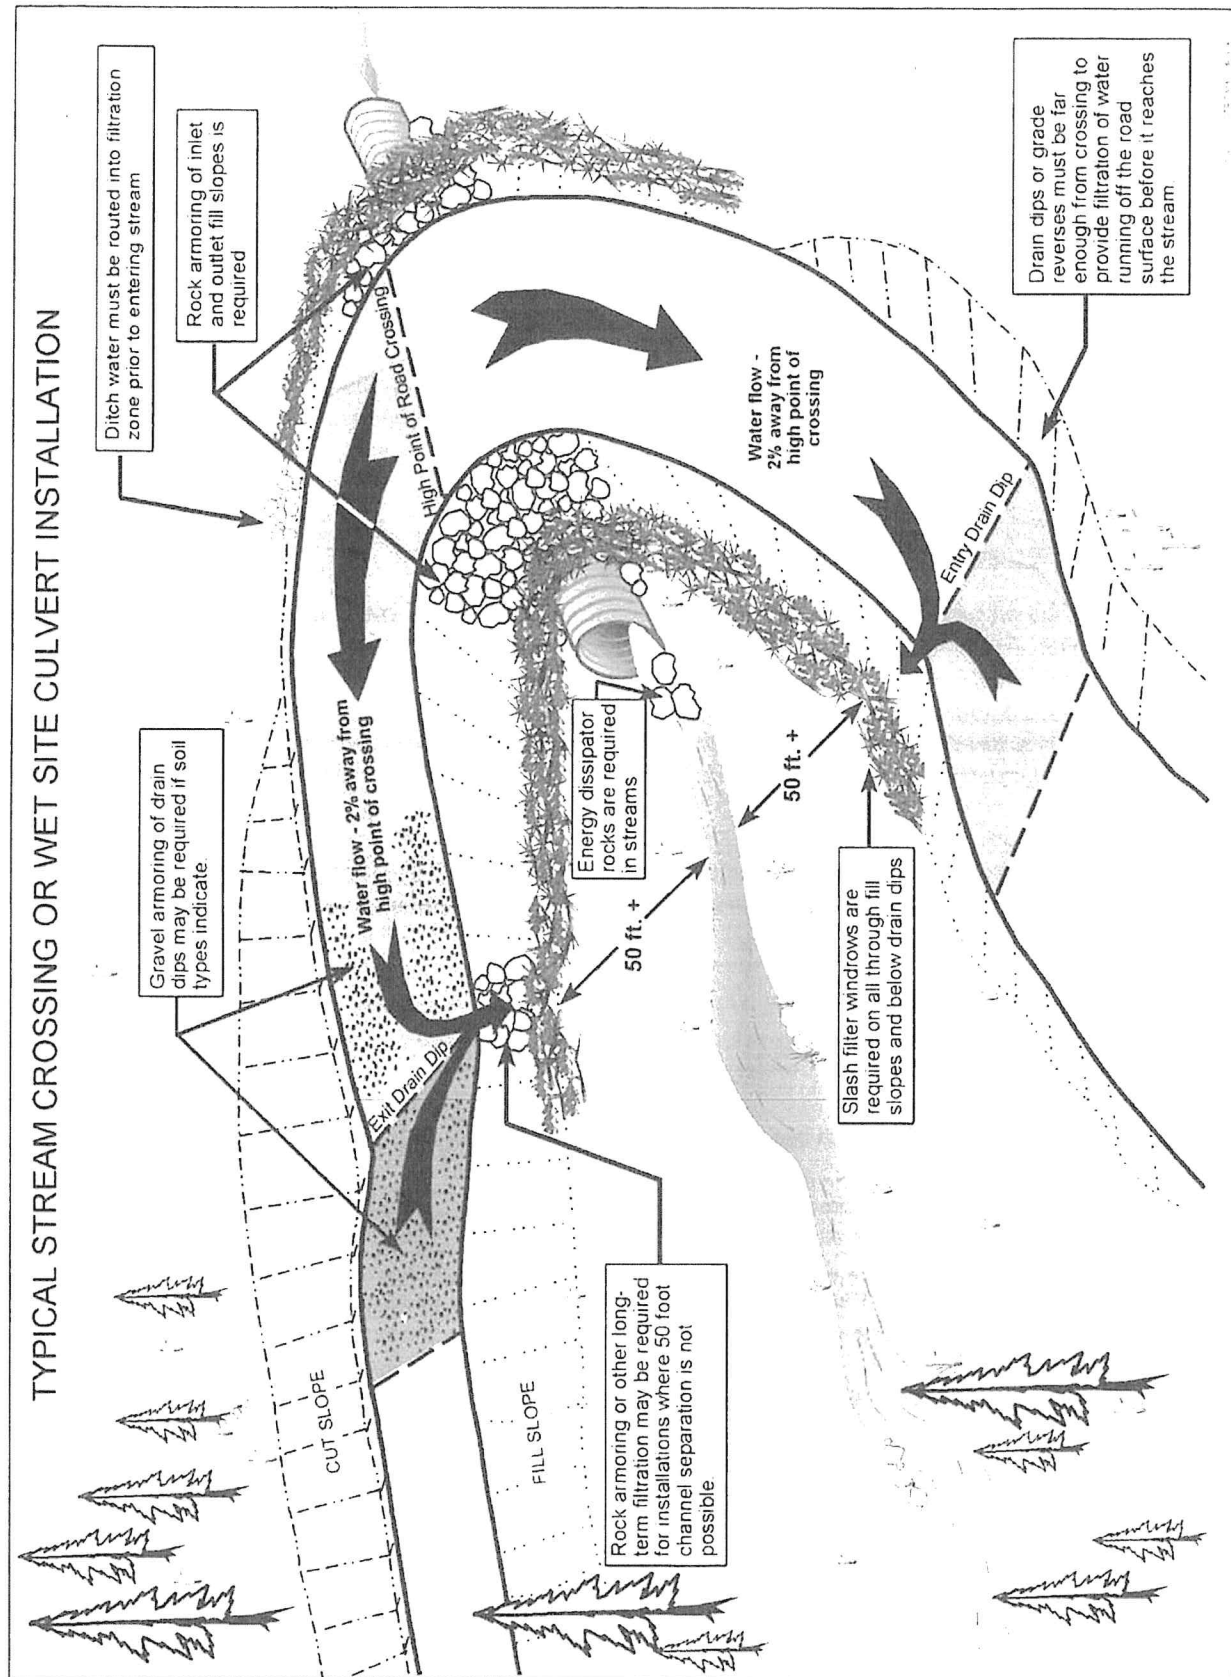 TYPICAL STREAM CROSSING OR WET SITE CULVERT INSTALLATION
Gravel armoring of drain
dips may be required if soil
types indicate.
Ditch water must be routed into filtration
zone prior to entering stream
Rock armoring of inlet
and outlet fill slopes is
required
CUT SLOPE
Water flow - 2% away from
high point of crossing
High Point of Road Crossing
Exit Drain Dip
FILL SLOPE
Rock armoring or other long-
term filtration may be required
for installations where 50 foot
channel separation is not
possible.
Energy dissipator
rocks are required
in streams
50 ft. +
50 ft. +
Water flow -
2% away from
high point of
crossing
Slash filter windrows are
required on all through fill
slopes and below drain dips
Entry Drain Dip
Drain dips or grade
reverses must be far
enough from crossing to
provide filtration of water
running off the road
surface before it reaches
the stream.